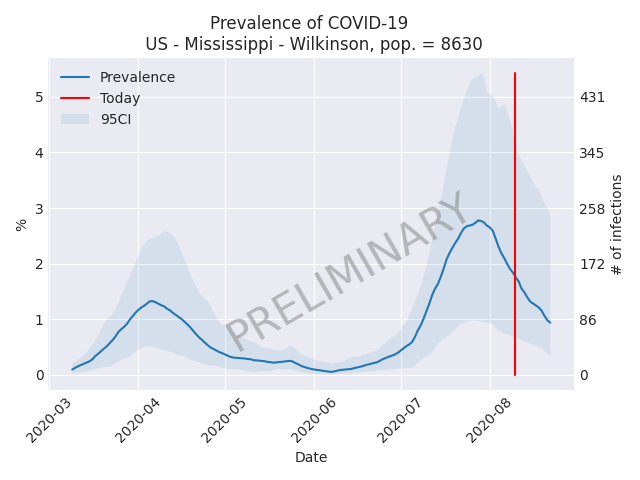 Prevalence of COVID-19
US - Mississippi - Wilkinson, pop. = 8630
Prevalence
Today
95CI
5
4
3
2
1
0
%
431
345
258
172
86
0
# of infections
PRELIMINARY
2020-03
2020-04
2020-05
2020-06
2020-07
2020-08
Date